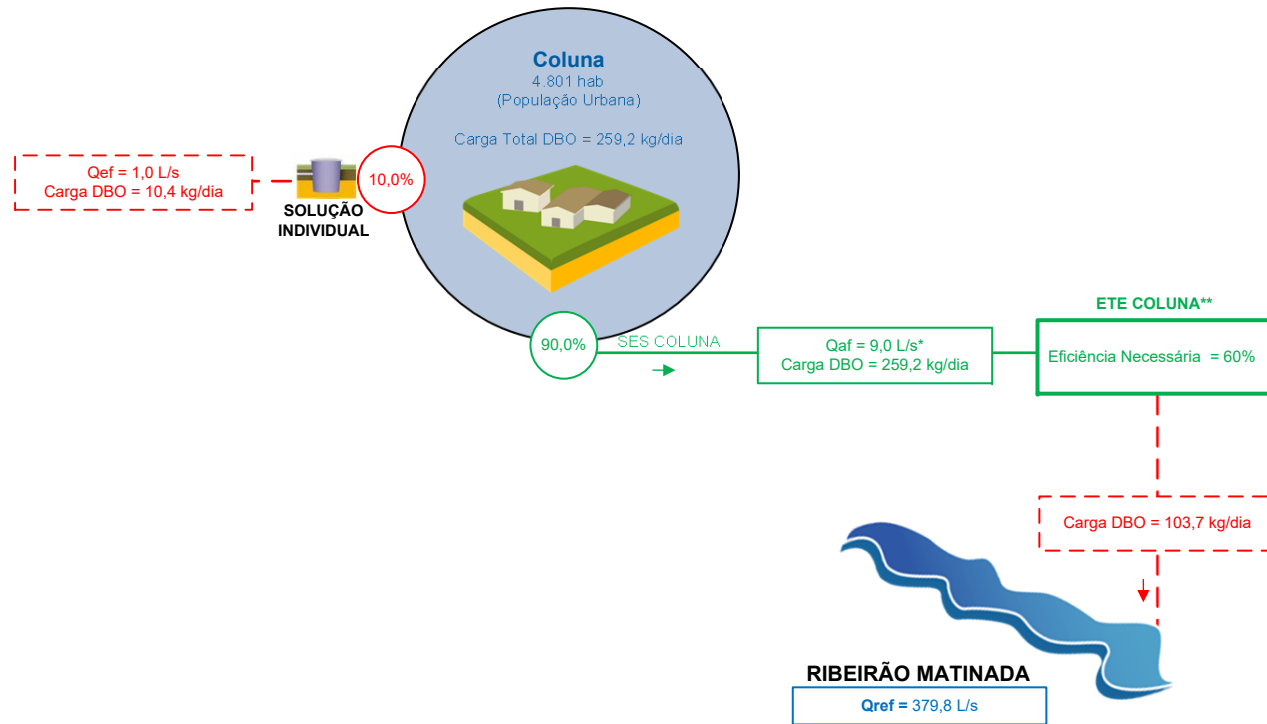 Coluna
4.801 hab
(População Urbana)
Carga Total DBO = 259,2 kg/dia
Qef = 1,0 L/s
Carga DBO = 10,4 kg/dia
10,0%
SOLUÇÃO
INDIVIDUAL
90,0%
SES COLUNA
Qaf = 9,0 L/s*
Carga DBO = 259,2 kg/dia
ETE COLUNA**
Eficiência Necessária = 60%
Carga DBO = 103,7 kg/dia
RIBEIRÃO MATINADA
Qref = 379,8 L/s